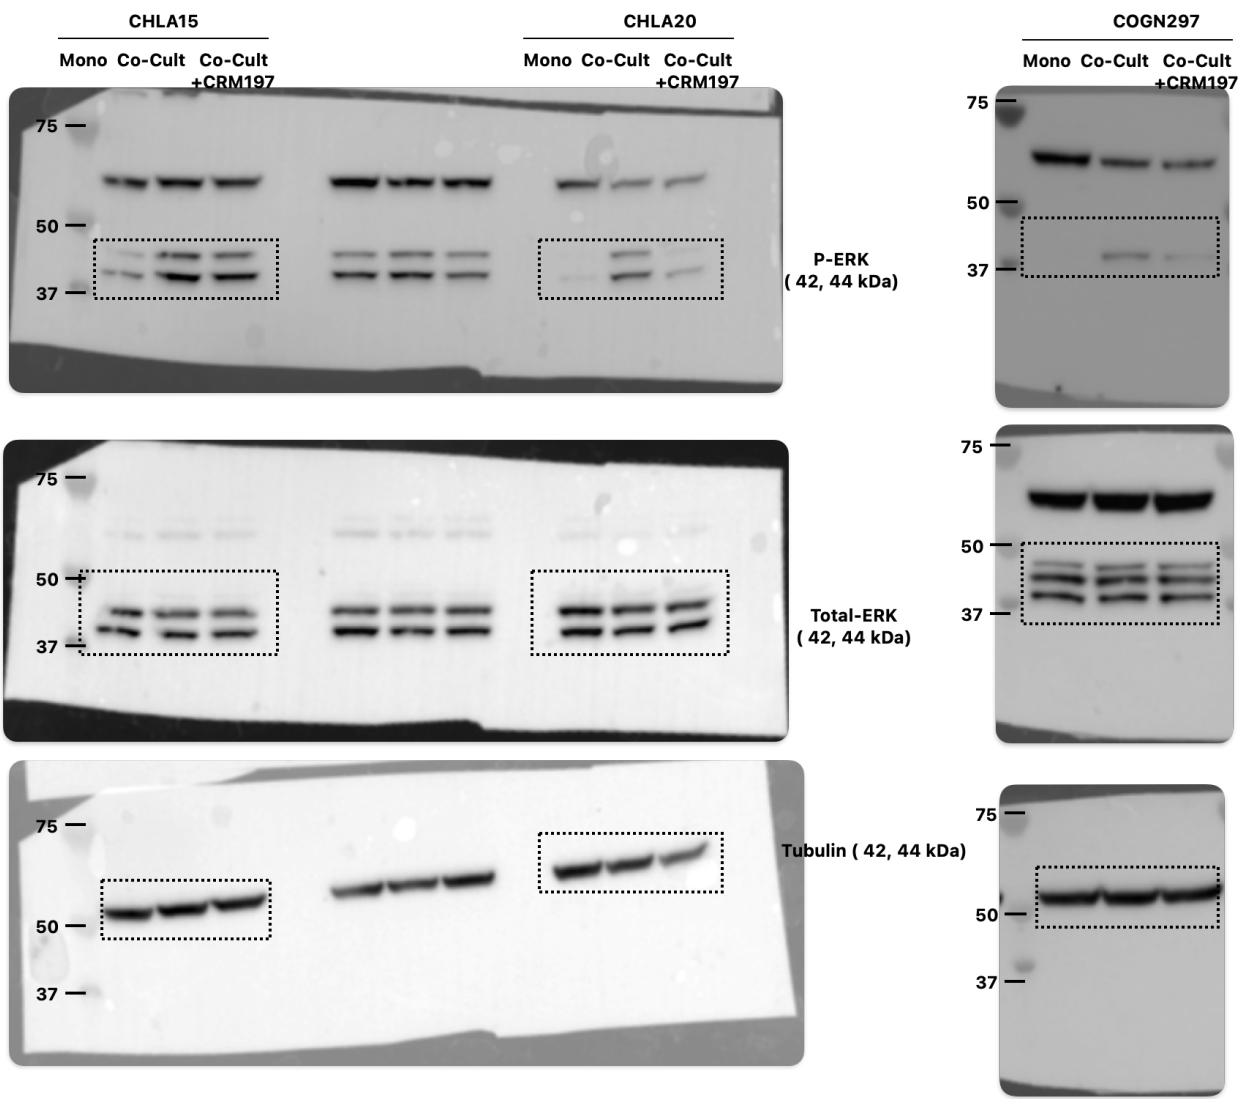 CHLA15
CHLA20
COGN297
Mono Co-Cult Co-Cult
+CRM197
Mono Co-Cult Co-Cult
+CRM197
Mono Co-Cult Co-Cult
+CRM197
75
50
37
P-ERK
( 42, 44 kDa)
75
50
37
75
50
37
Total-ERK
( 42, 44 kDa)
75
50
37
75
50
37
Tubulin ( 42, 44 kDa)
75
50
37